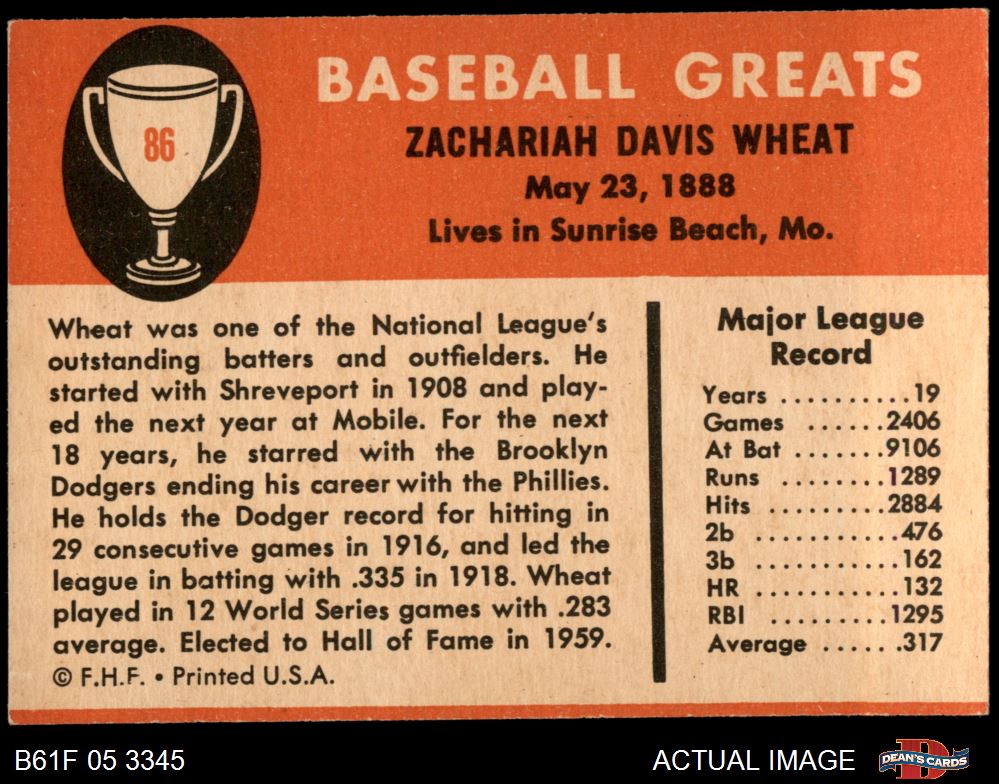 86
BASEBALL GREATS
ZACHARIAH DAVIS WHEAT
May 23, 1888
Lives in Sunrise Beach, Mo.
Wheat was one of the National League's
outstanding batters and outfielders. He
started with Shreveport in 1908 and play-
ed the next year at Mobile. For the next
18 years, he starred with the Brooklyn
Dodgers ending his career with the Phillies.
He holds the Dodger record for hitting in
29 consecutive games in 1916, and led the
league in batting with .335 in 1918. Wheat
played in 12 World Series games with .283
average. Elected to Hall of Fame in 1959.
© F.H.F. • Printed U.S.A.
Major League
Record
Years ..........19
Games ......2406
At Bat .......9106
Runs ........1289
Hits .........2884
2b ...........476
3b ...........162
HR ...........132
RBI .........1295
Average ......317
B61F 05 3345
ACTUAL IMAGE
D
DEAN'S CARDS